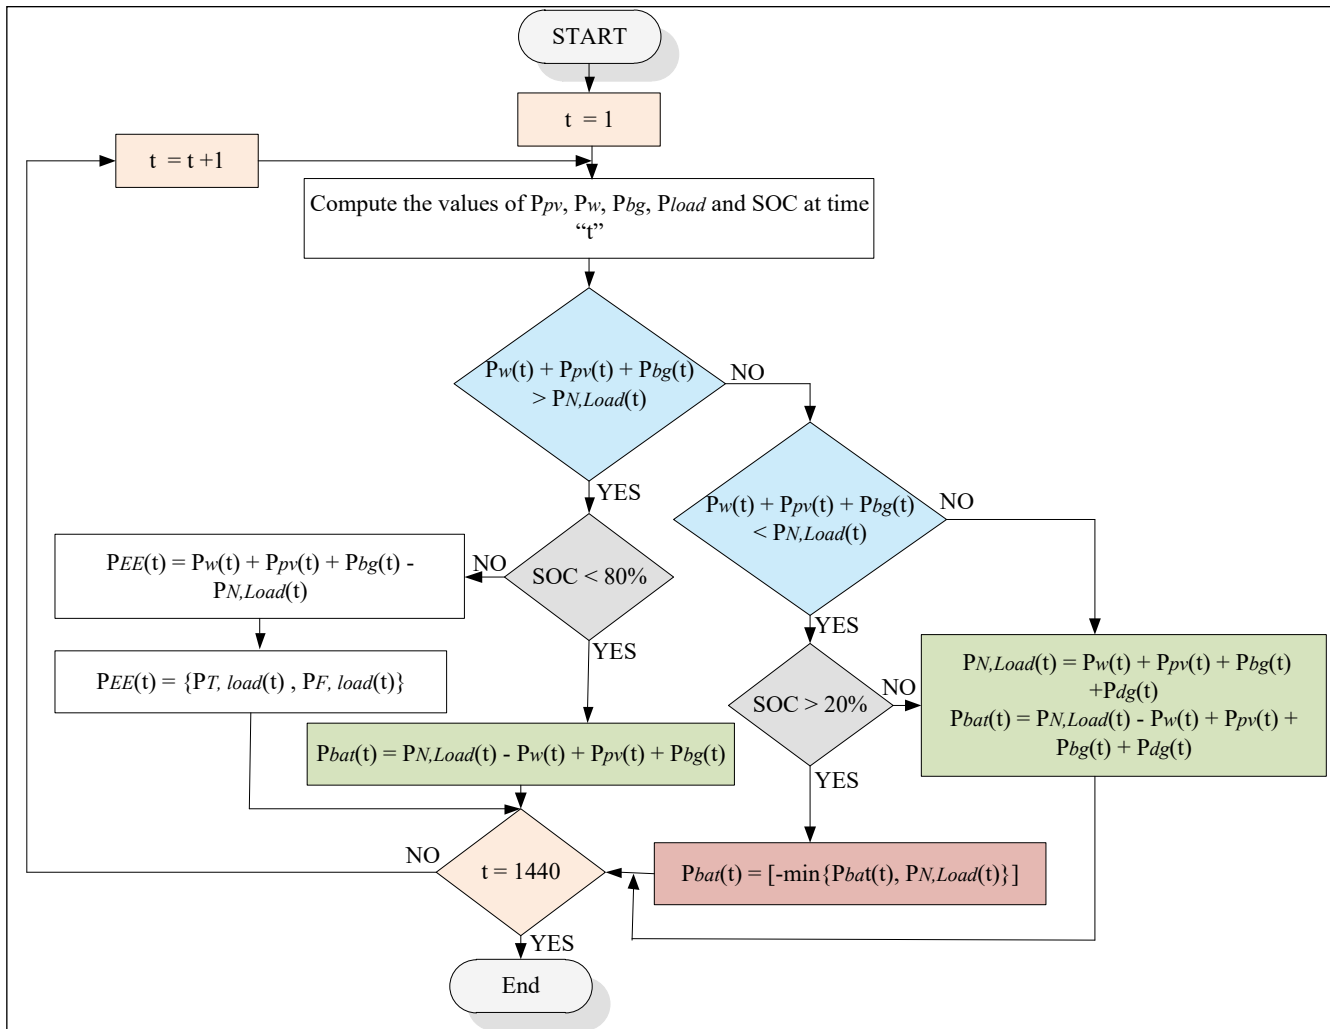 START
t = 1
t = t +1
Compute the values of Ppv, Pw, Pbg, Pload and SOC at time
“t”
Pw(t) + Ppv(t) + Pbg(t)
> PN,Load(t)
NO
YES
Pw(t) + Ppv(t) + Pbg(t)
< PN,Load(t)
NO
YES
SOC < 80%
NO
YES
PEE(t) = Pw(t) + Ppv(t) + Pbg(t) -
PN,Load(t)
PEE(t) = {PT, load(t) , PF, load(t)}
SOC > 20%
NO
YES
PN,Load(t) = Pw(t) + Ppv(t) + Pbg(t)
+Pdg(t)
Pbat(t) = PN,Load(t) - Pw(t) + Ppv(t) +
Pbg(t) + Pdg(t)
Pbat(t) = PN,Load(t) - Pw(t) + Ppv(t) + Pbg(t)
t = 1440
NO
YES
Pbat(t) = [-min{Pbat(t), PN,Load(t)}]
End